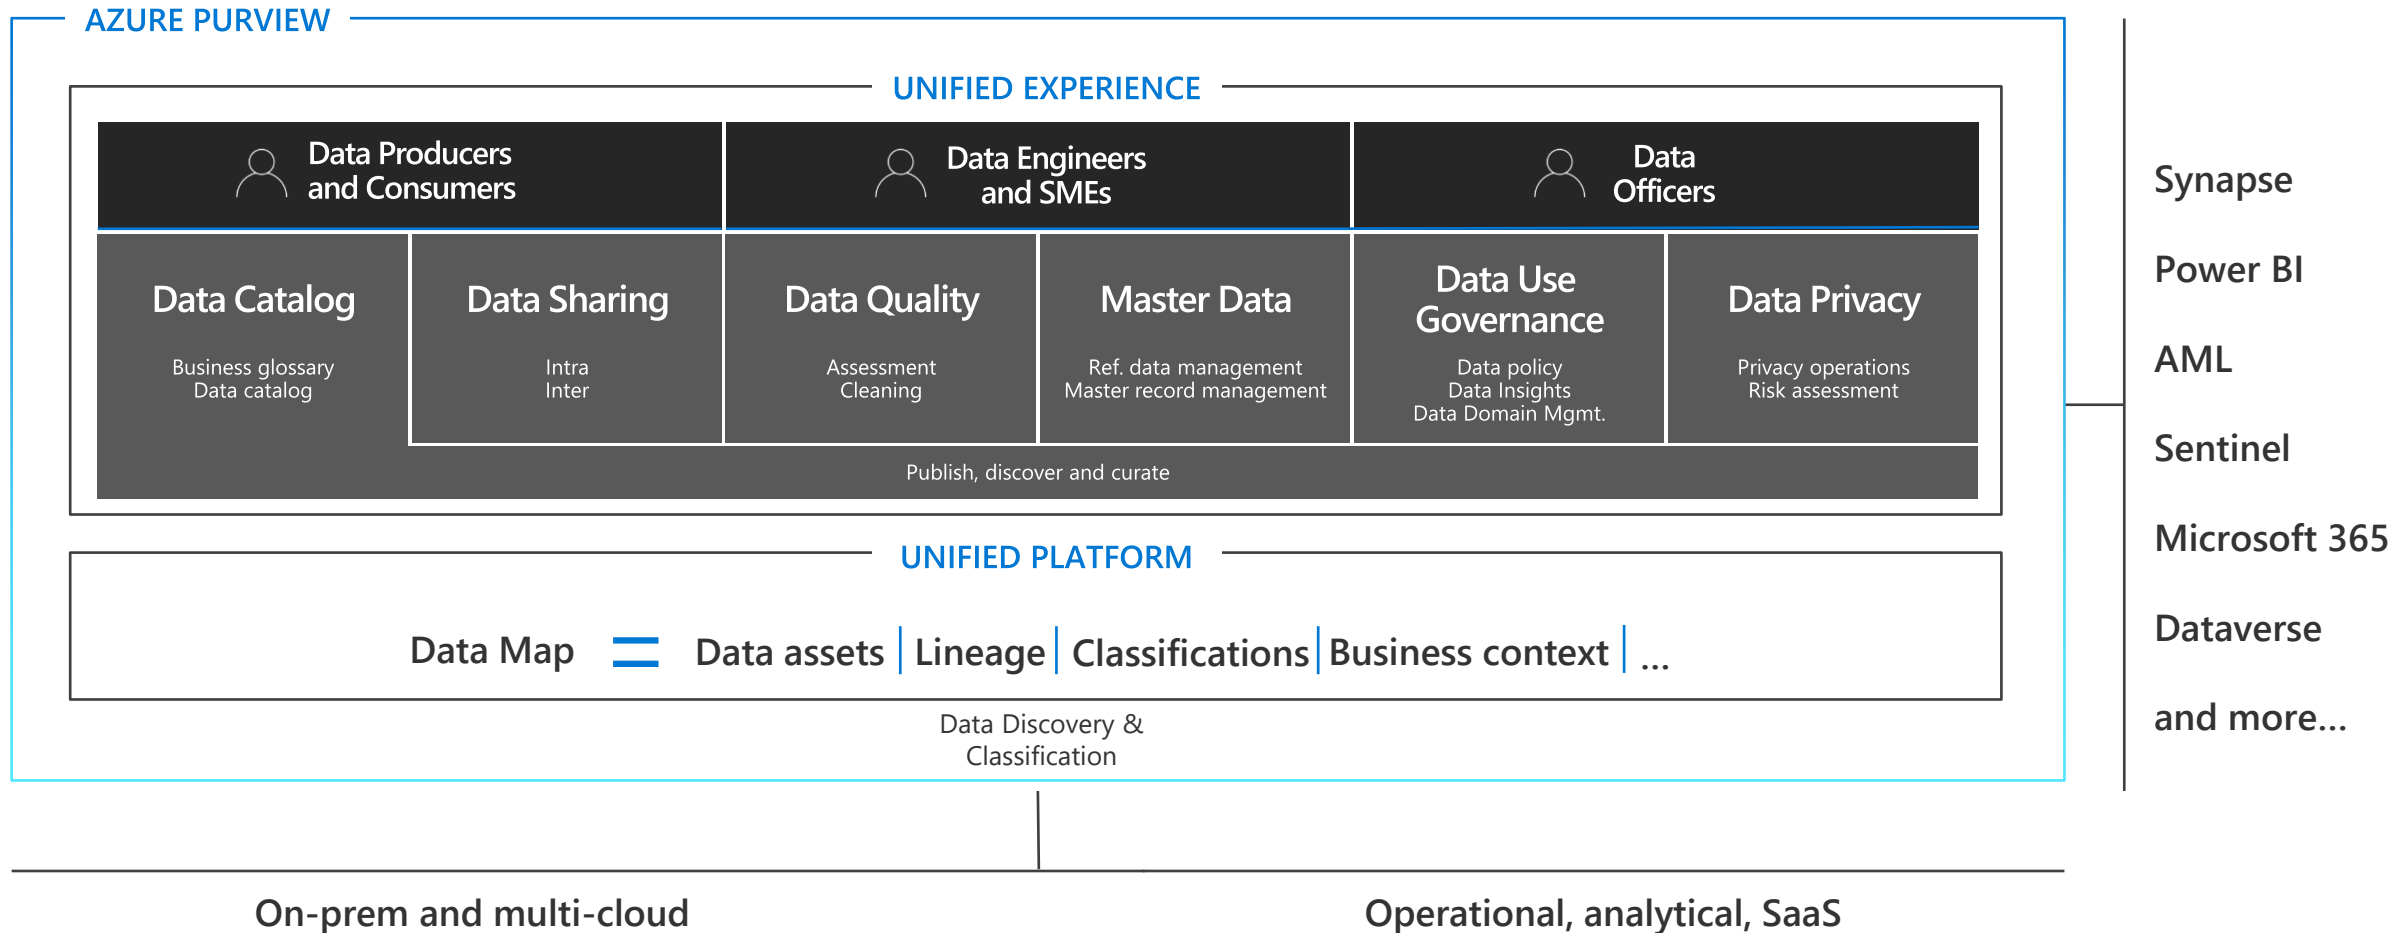 AZURE PURVIEW
UNIFIED EXPERIENCE
Data Producers
and Consumers
Data Engineers
and SMEs
Data
Officers
Data Catalog
Business glossary
Data catalog
Data Sharing
Intra
Inter
Data Quality
Assessment
Cleaning
Master Data
Ref. data management
Master record management
Data Use
Governance
Data policy
Data Insights
Data Domain Mgmt.
Data Privacy
Privacy operations
Risk assessment
Publish, discover and curate
UNIFIED PLATFORM
Data Map = Data assets | Lineage | Classifications | Business context | ...
Data Discovery &
Classification
On-prem and multi-cloud
Operational, analytical, SaaS
Synapse
Power BI
AML
Sentinel
Microsoft 365
Dataverse
and more...